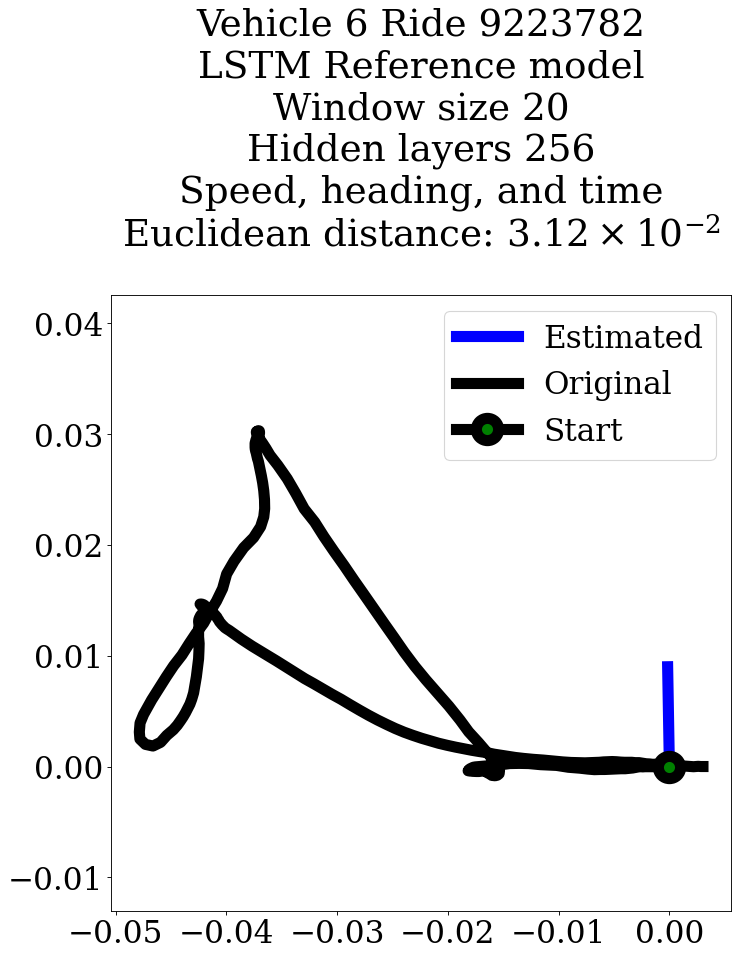 Vehicle 6 Ride 9223782
LSTM Reference model
Window size 20
Hidden layers 256
Speed, heading, and time
Euclidean distance: 3.12 × 10⁻²
Estimated
Original
Start
0.04
0.03
0.02
0.01
0.00
−0.01
−0.05 −0.04 −0.03 −0.02 −0.01 0.00